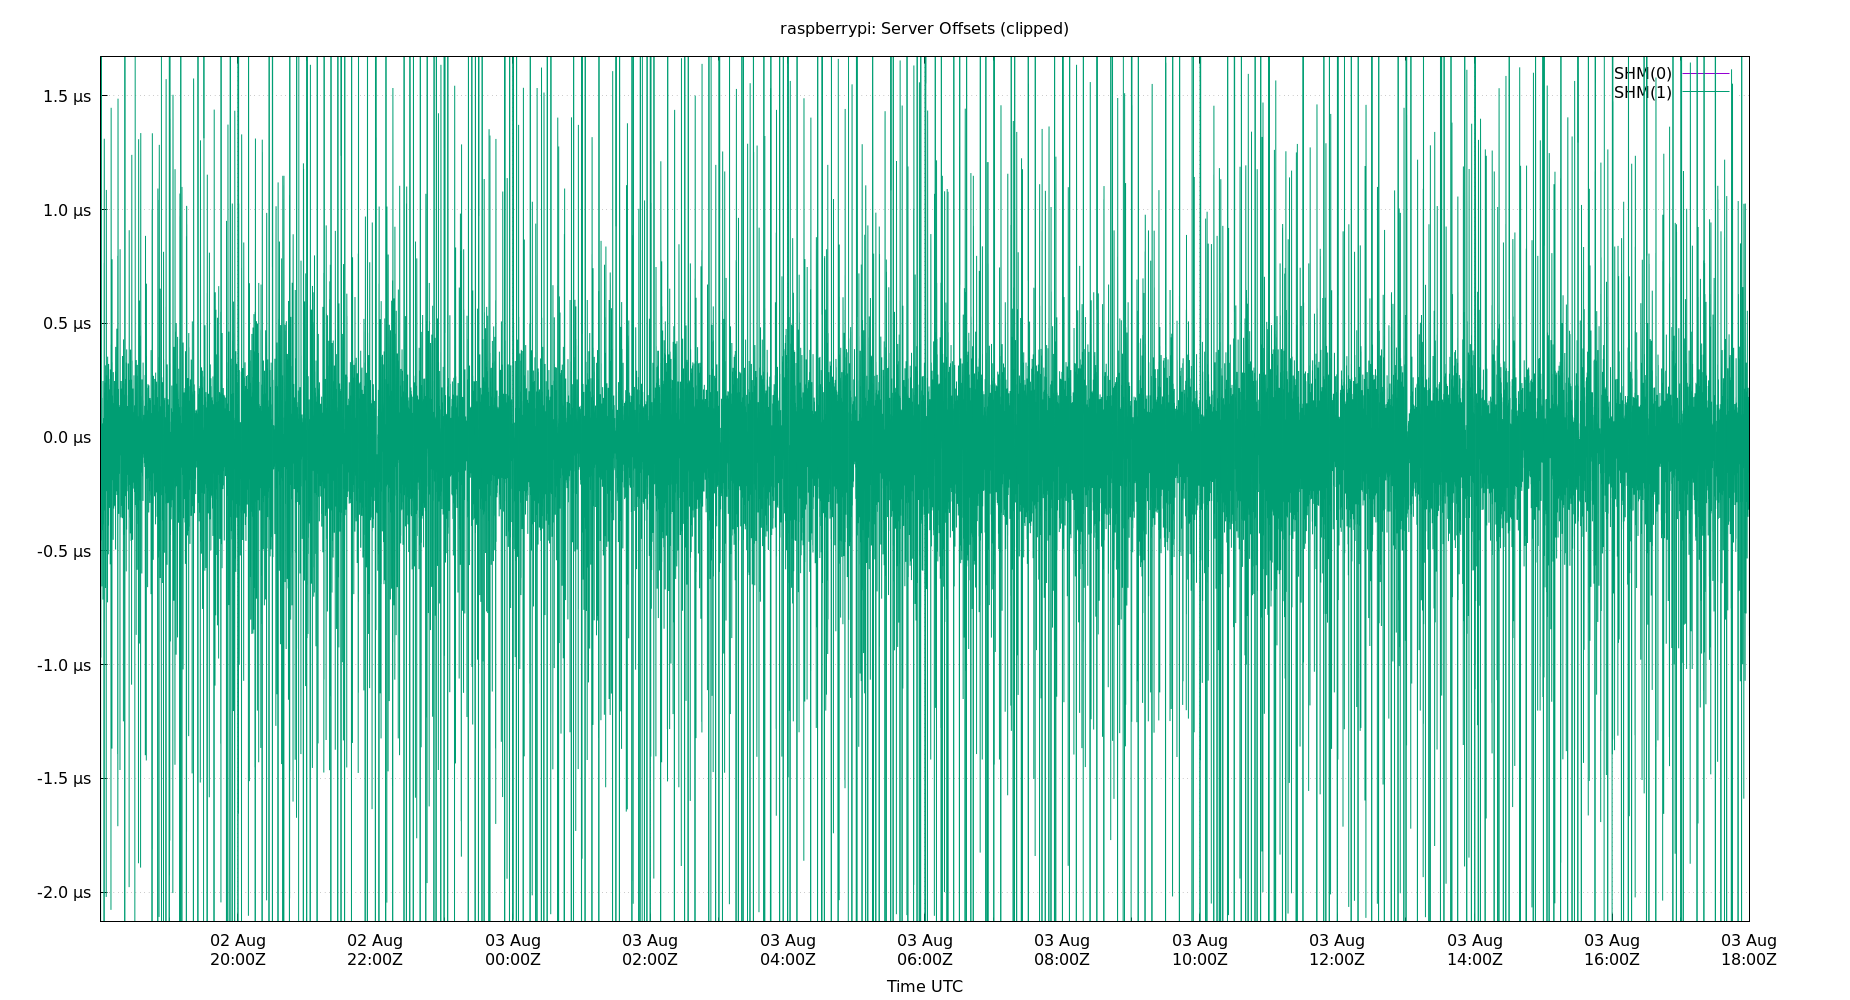 raspberrypi: Server Offsets (clipped)
SHM(0)
SHM(1)
1.5 µs
1.0 µs
0.5 µs
0.0 µs
-0.5 µs
-1.0 µs
-1.5 µs
-2.0 µs
02 Aug 02 Aug 03 Aug 03 Aug 03 Aug 03 Aug 03 Aug 03 Aug 03 Aug 03 Aug 03 Aug 03 Aug
20:00Z 22:00Z 00:00Z 02:00Z 04:00Z 06:00Z 08:00Z 10:00Z 12:00Z 14:00Z 16:00Z 18:00Z
Time UTC